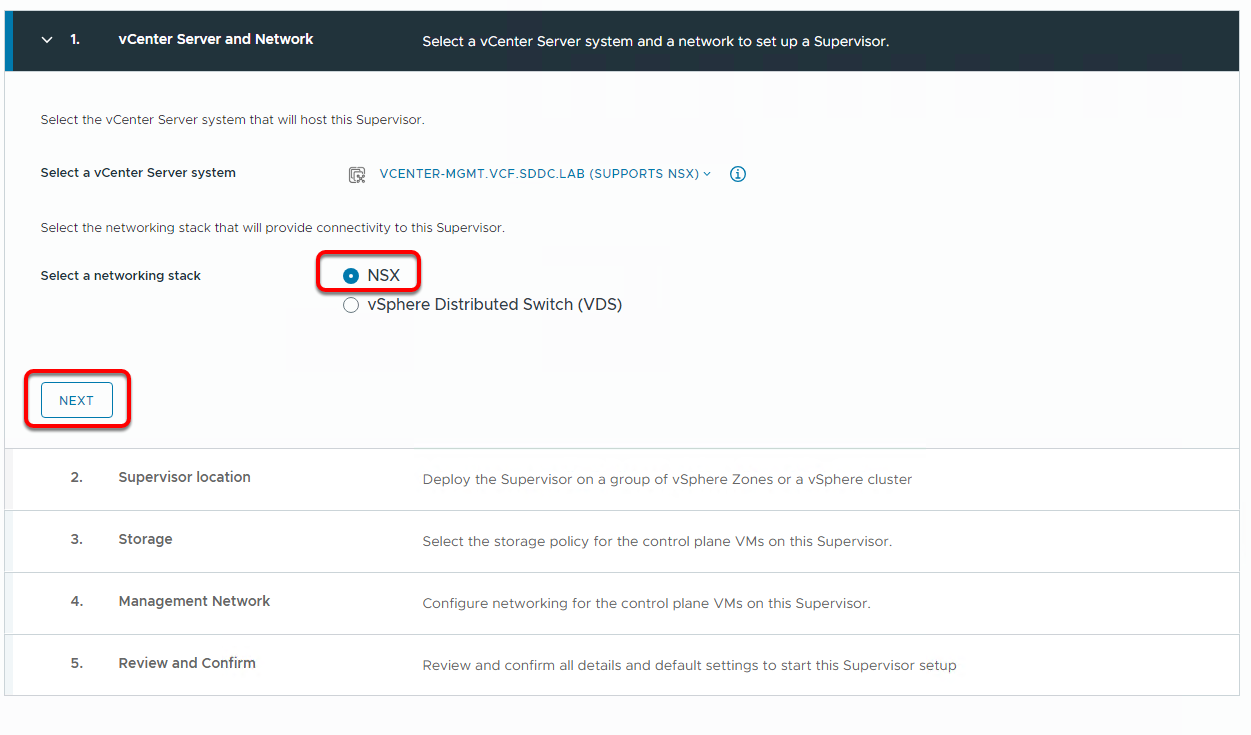 1. vCenter Server and Network Select a vCenter Server system and a network to set up a Supervisor.
Select the vCenter Server system that will host this Supervisor.
Select a vCenter Server system VCENTER-MGMT.VCF.SDDC.LAB (SUPPORTS NSX)
Select the networking stack that will provide connectivity to this Supervisor.
Select a networking stack NSX
vSphere Distributed Switch (VDS)
NEXT
2. Supervisor location Deploy the Supervisor on a group of vSphere Zones or a vSphere cluster
3. Storage Select the storage policy for the control plane VMs on this Supervisor.
4. Management Network Configure networking for the control plane VMs on this Supervisor.
5. Review and Confirm Review and confirm all details and default settings to start this Supervisor setup